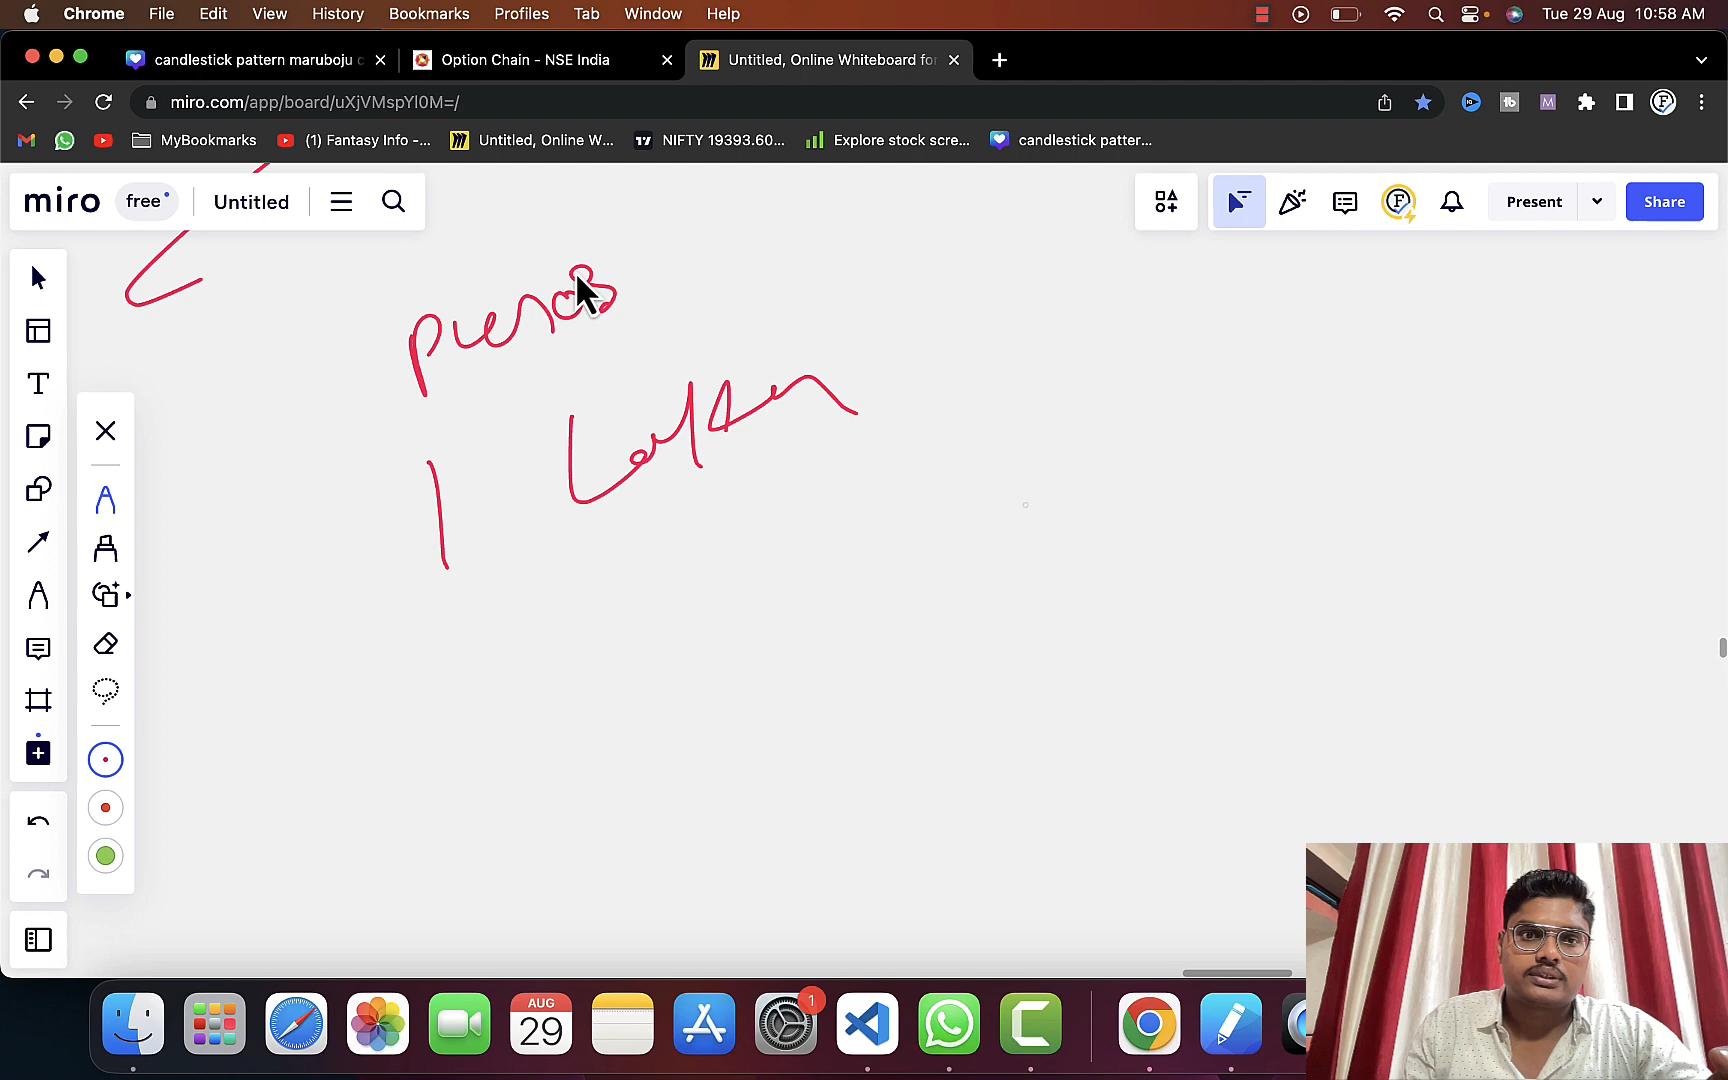 Chrome File Edit View History Bookmarks Profiles Tab Window Help Tue 29 Aug 10:58 AM
candlestick pattern maruboju c Option Chain - NSE India Untitled, Online Whiteboard for
miro.com/app/board/uXjVMspYI0M=/
MyBookmarks (1) Fantasy Info -... Untitled, Online W... NIFTY 19393.60... Explore stock scre... candlestick patter...
miro free Untitled Present Share
AUG
29
1